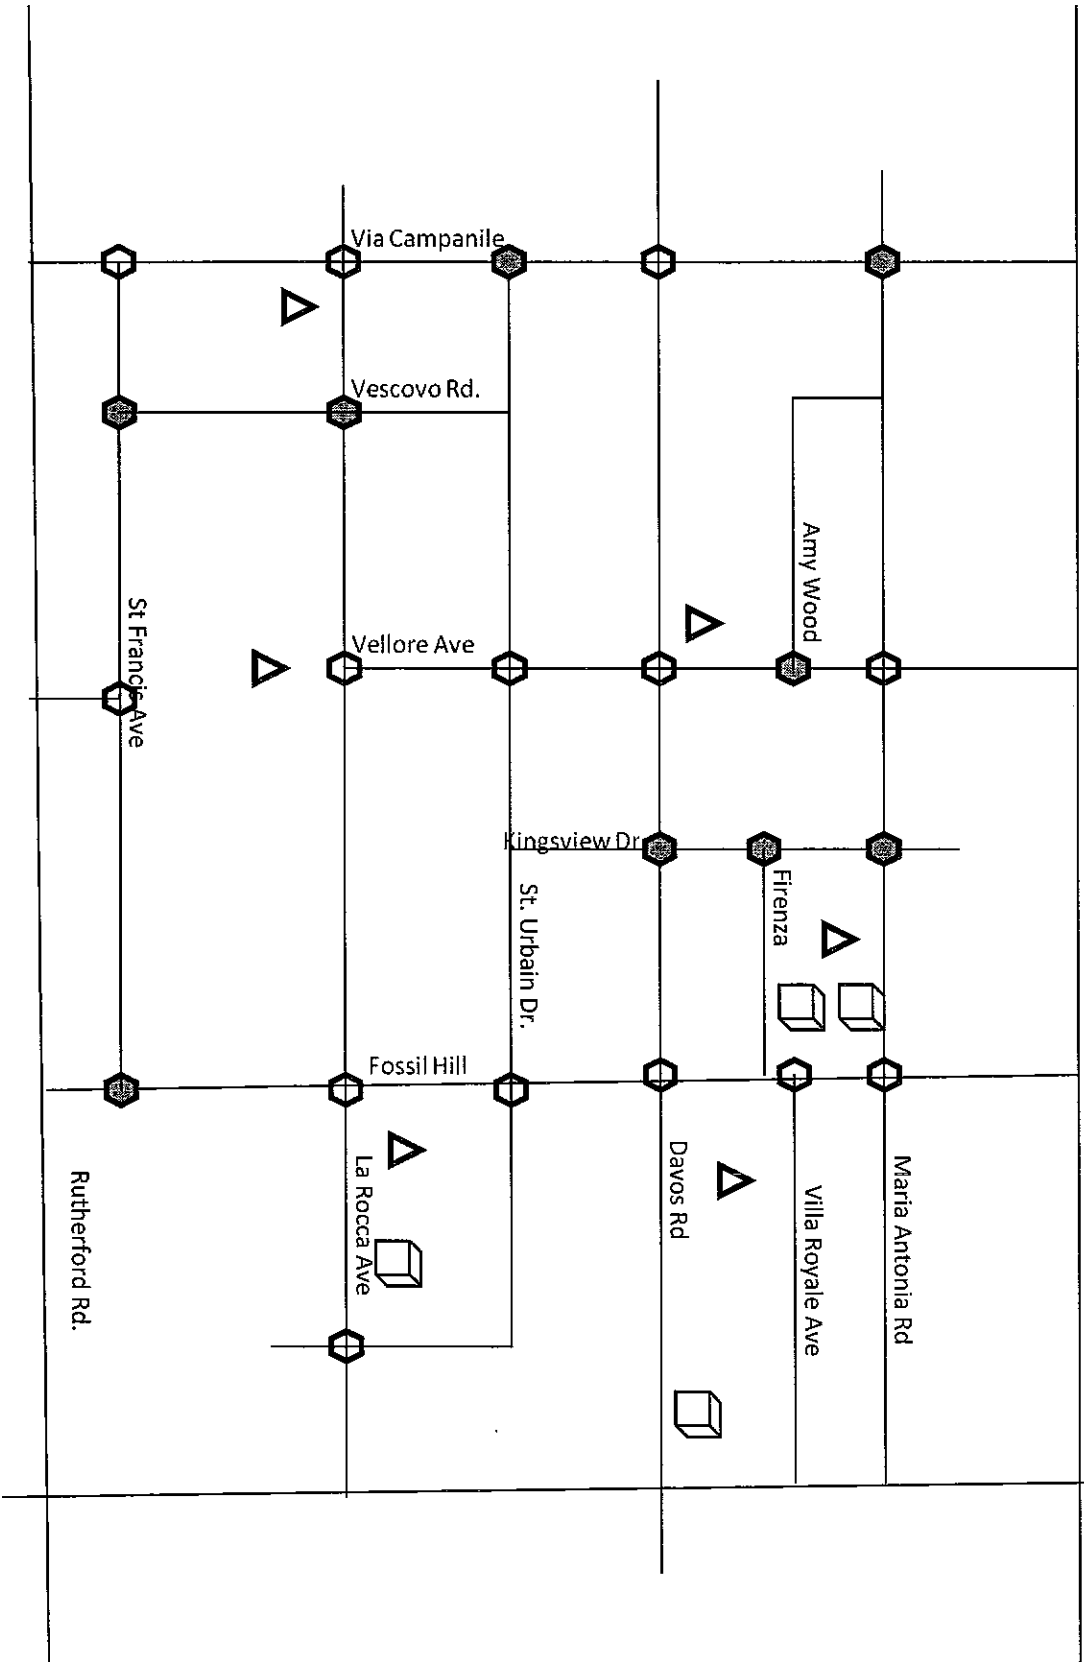 Via Campanile
Vescovo Rd.
Amy Wood
St Francis Ave
Vellore Ave
Kingsview Dr.
Firenza
St. Urbain Dr.
Fossil Hill
Rutherford Rd.
La Rocca Ave
Davos Rd
Villa Royale Ave
Maria Antonia Rd